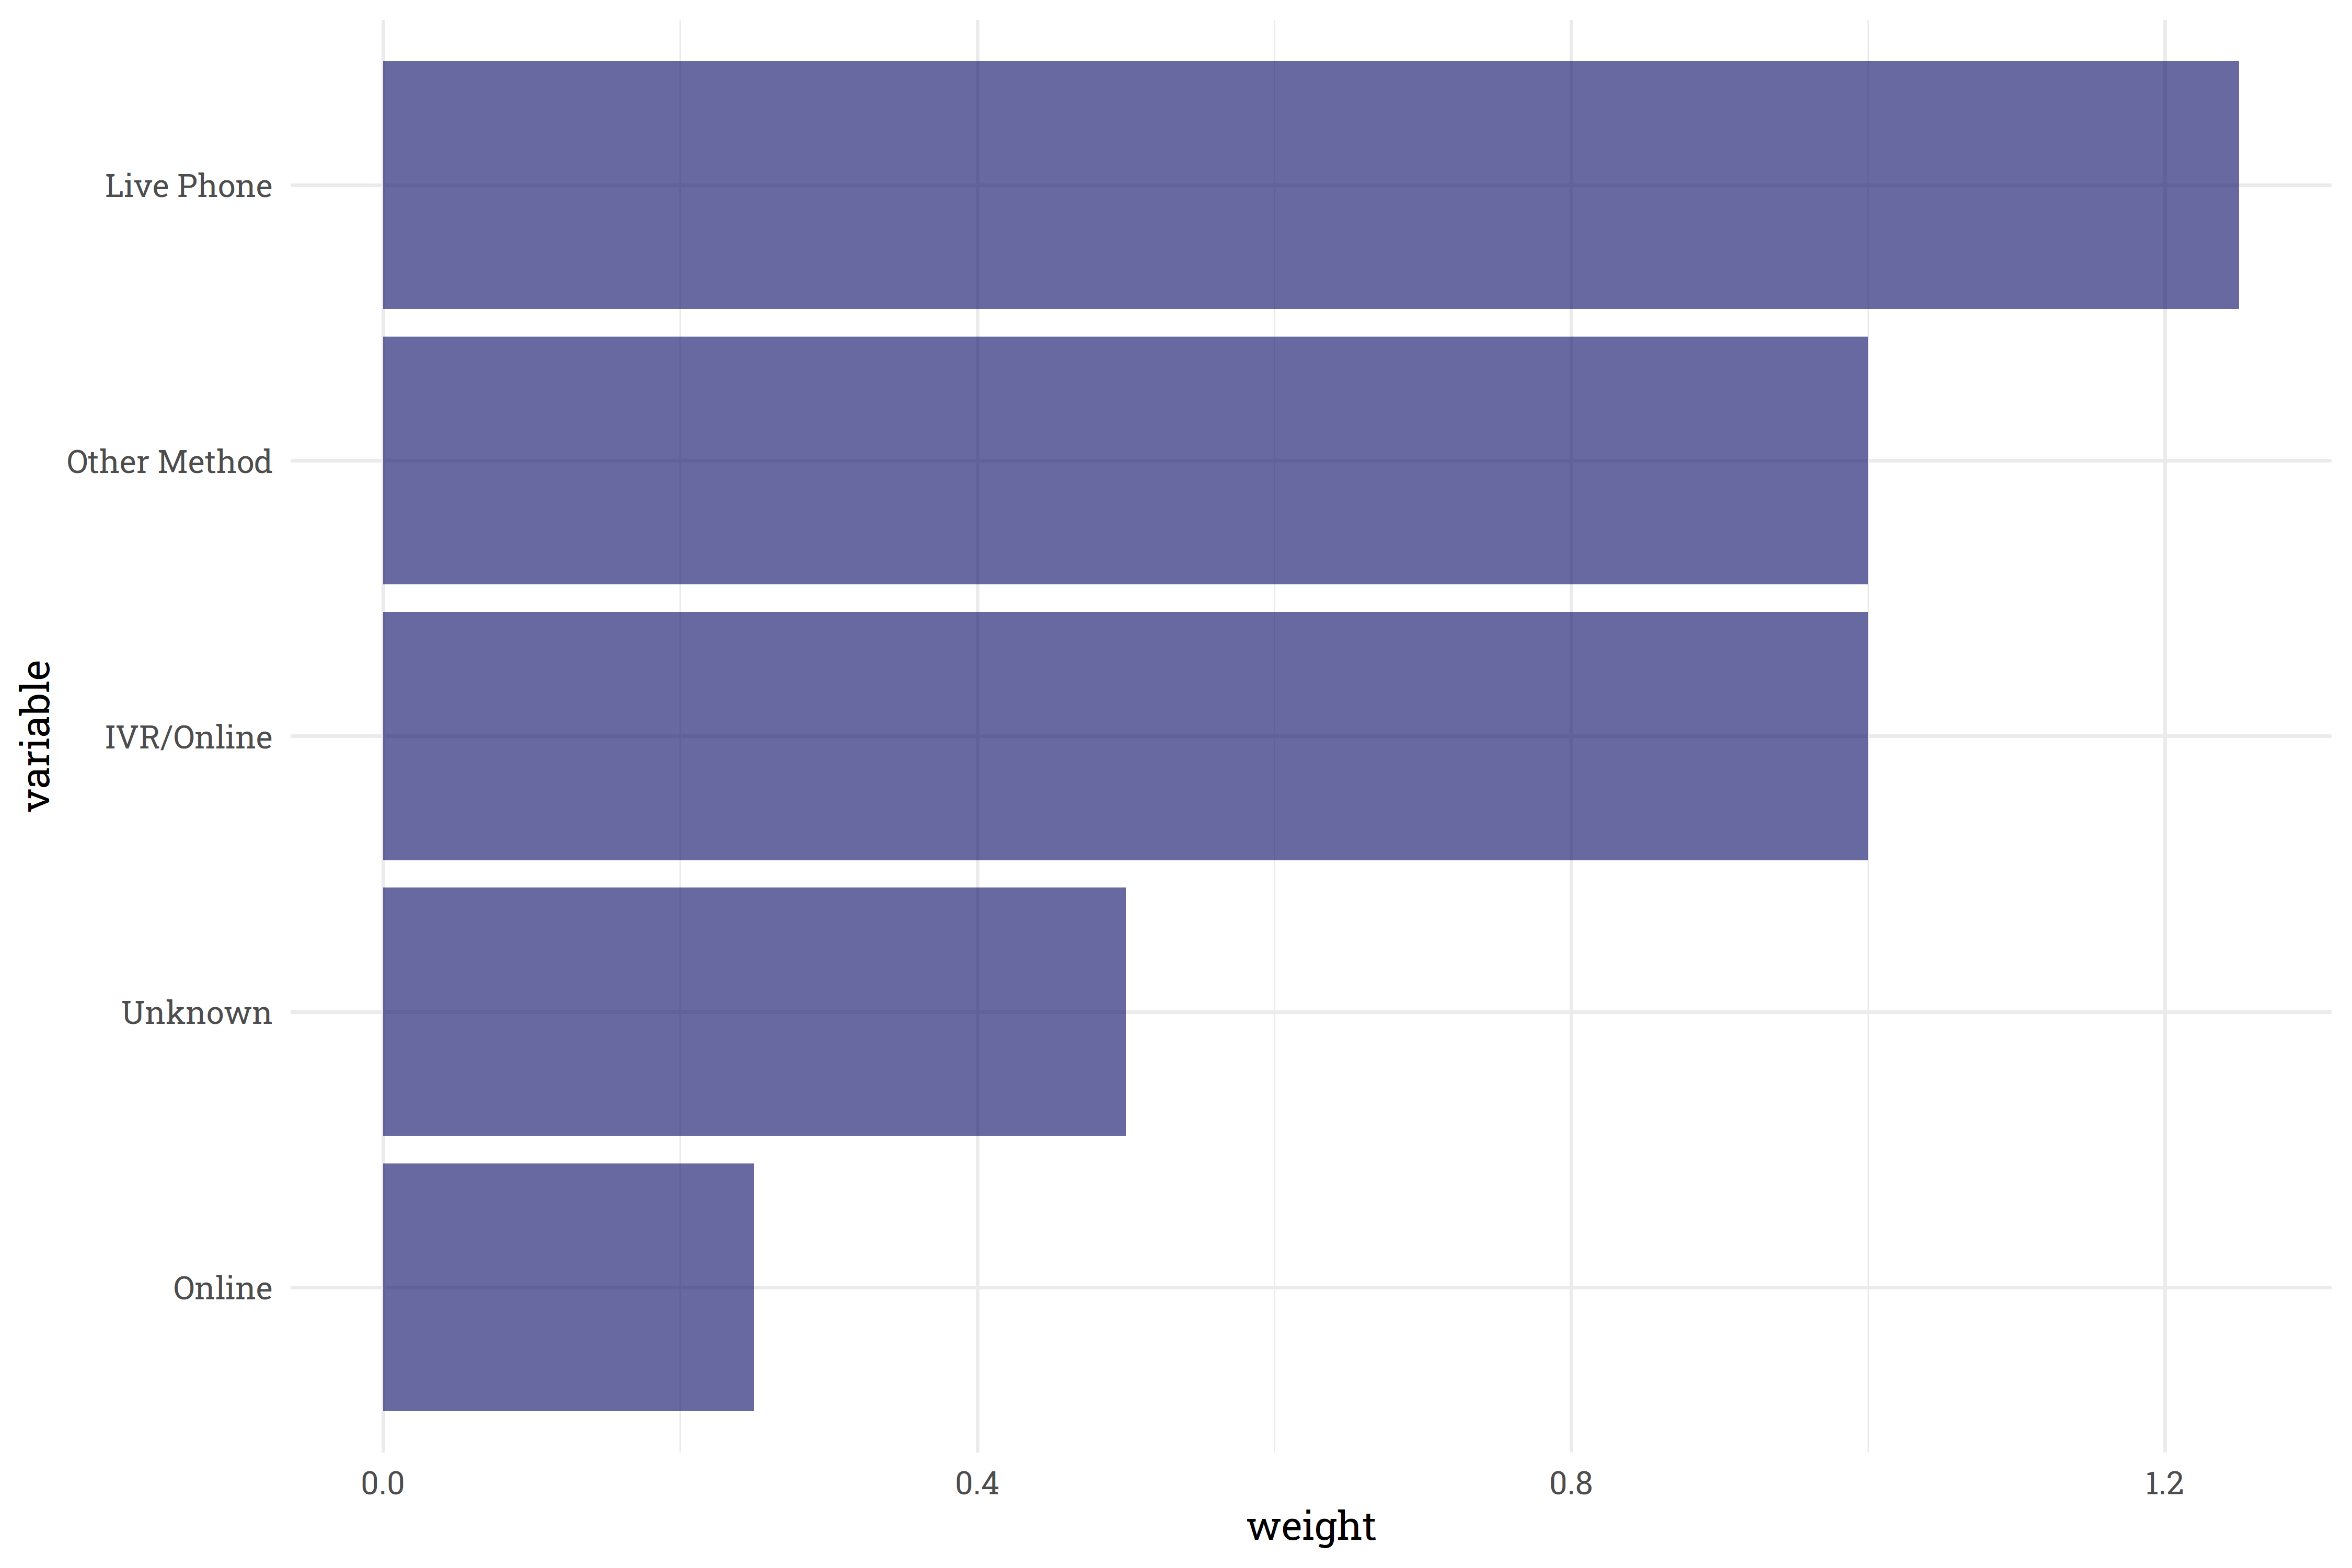 Live Phone
Other Method
IVR/Online
Unknown
Online
variable
0.0 0.4 0.8 1.2
weight